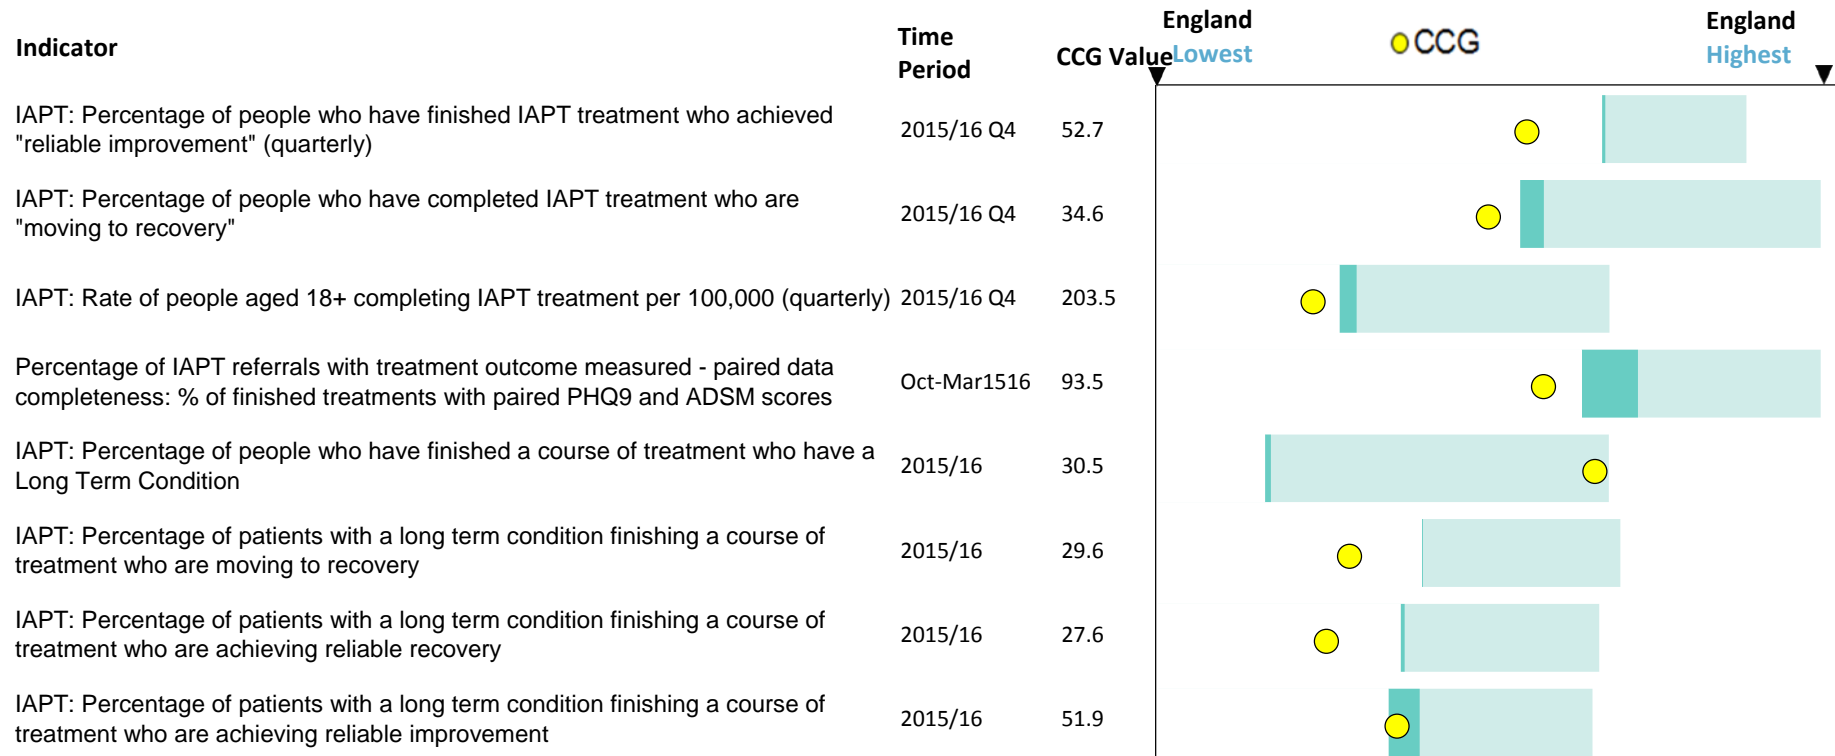 Indicator
Time
Period
CCG Value
England
Lowest
CCG
England
Highest
IAPT: Percentage of people who have finished IAPT treatment who achieved
"reliable improvement" (quarterly)
2015/16 Q4
52.7
IAPT: Percentage of people who have completed IAPT treatment who are
"moving to recovery"
2015/16 Q4
34.6
IAPT: Rate of people aged 18+ completing IAPT treatment per 100,000 (quarterly)
2015/16 Q4
203.5
Percentage of IAPT referrals with treatment outcome measured - paired data
completeness: % of finished treatments with paired PHQ9 and ADSM scores
Oct-Mar1516
93.5
IAPT: Percentage of people who have finished a course of treatment who have a
Long Term Condition
2015/16
30.5
IAPT: Percentage of patients with a long term condition finishing a course of
treatment who are moving to recovery
2015/16
29.6
IAPT: Percentage of patients with a long term condition finishing a course of
treatment who are achieving reliable recovery
2015/16
27.6
IAPT: Percentage of patients with a long term condition finishing a course of
treatment who are achieving reliable improvement
2015/16
51.9